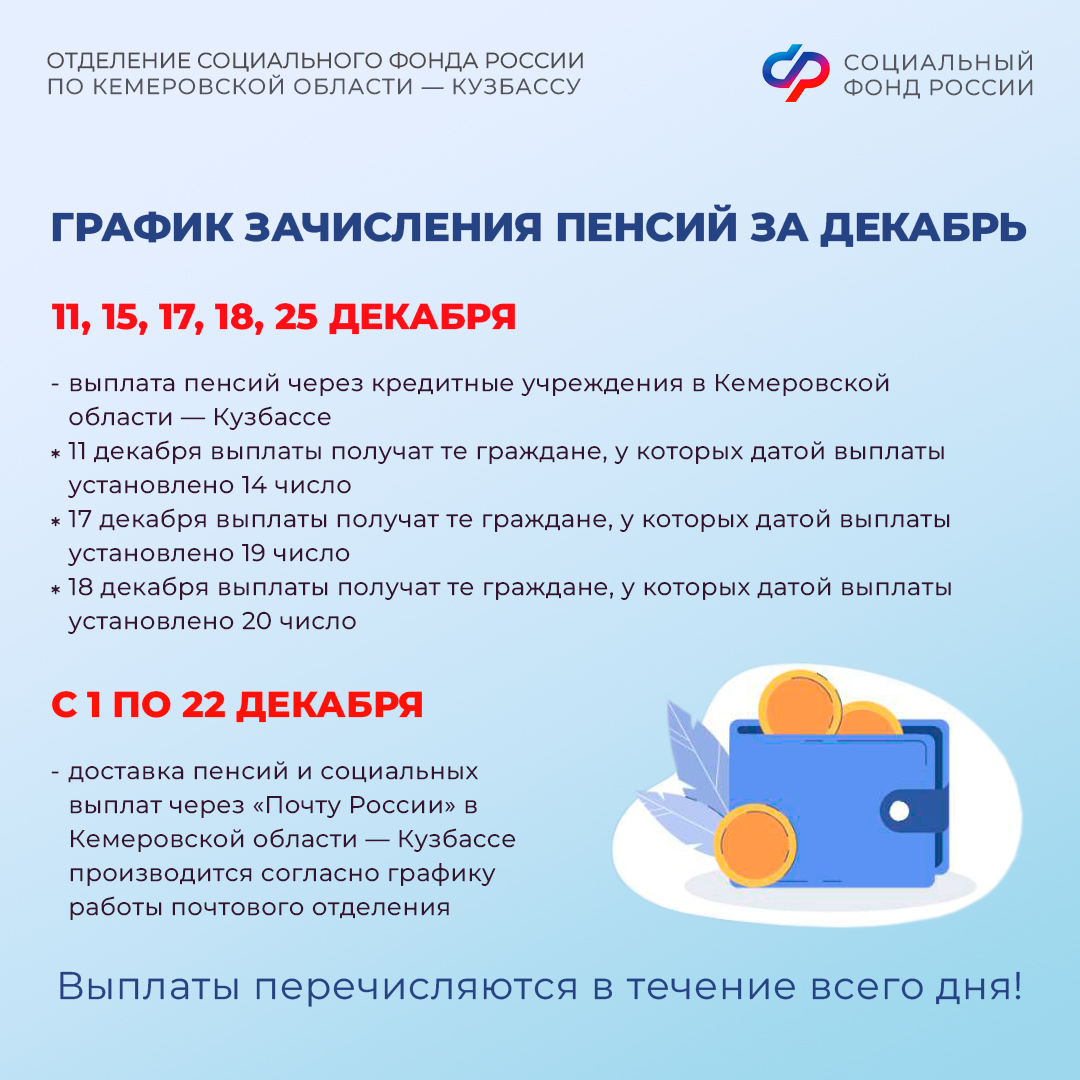 ОТДЕЛЕНИЕ СОЦИАЛЬНОГО ФОНДА РОССИИ
ПО КЕМЕРОВСКОЙ ОБЛАСТИ — КУЗБАССУ
СОЦИАЛЬНЫЙ
ФОНД РОССИИ
ГРАФИК ЗАЧИСЛЕНИЯ ПЕНСИЙ ЗА ДЕКАБРЬ
11, 15, 17, 18, 25 ДЕКАБРЯ
- выплата пенсий через кредитные учреждения в Кемеровской
области — Кузбассе
* 11 декабря выплаты получат те граждане, у которых датой выплаты
установлено 14 число
* 17 декабря выплаты получат те граждане, у которых датой выплаты
установлено 19 число
* 18 декабря выплаты получат те граждане, у которых датой выплаты
установлено 20 число
С 1 ПО 22 ДЕКАБРЯ
- доставка пенсий и социальных
выплат через «Почту России» в
Кемеровской области — Кузбассе
производится согласно графику
работы почтового отделения
Выплаты перечисляются в течение всего дня!